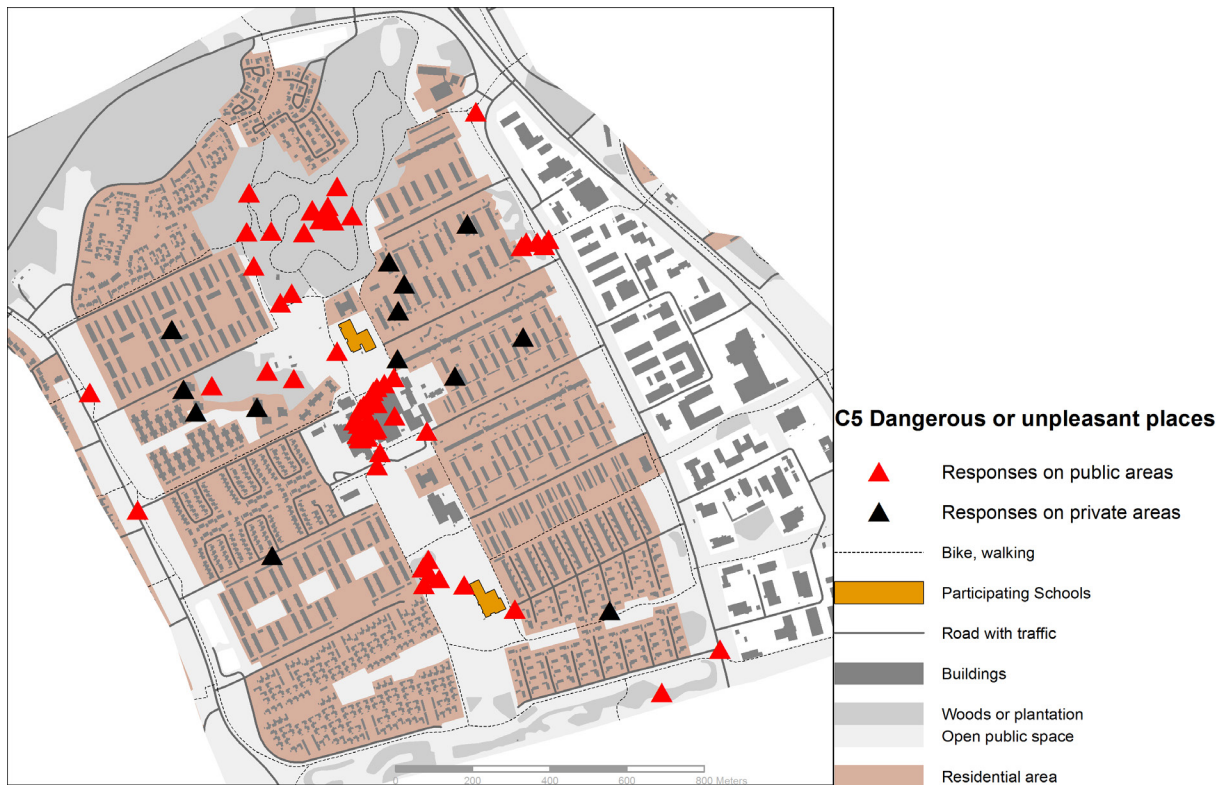 C5 Dangerous or unpleasant places
Responses on public areas
Responses on private areas
Bike, walking
Participating Schools
Road with traffic
Buildings
Woods or plantation
Open public space
Residential area
0 200 400 600 800 Meters